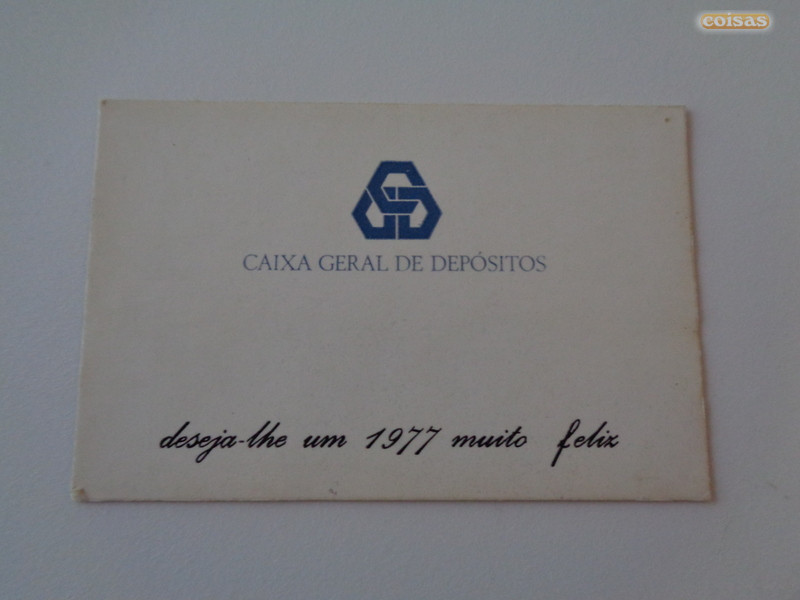 coisas
CAIXA GERAL DE DEPÓSITOS
deseja-lhe um 1977 muito feliz